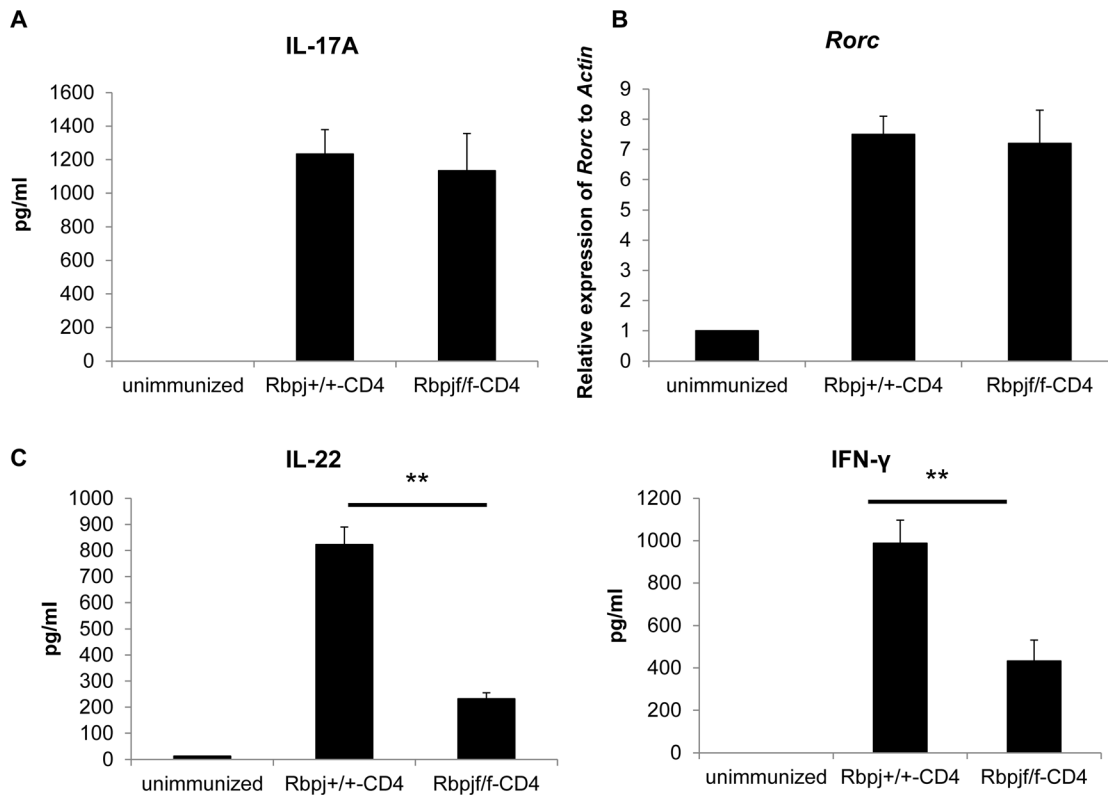 A
IL-17A
1600
1400
1200
1000
800
600
400
200
0
pg/ml
unimmunized Rbpj+/+-CD4 Rbpjf/f-CD4
B
Rorc
9
8
7
6
5
4
3
2
1
0
Relative expression of Rorc to Actin
unimmunized Rbpj+/+-CD4 Rbpjf/f-CD4
C
IL-22
**
1000
900
800
700
600
500
400
300
200
100
0
pg/ml
unimmunized Rbpj+/+-CD4 Rbpjf/f-CD4
IFN-γ
**
1200
1000
800
600
400
200
0
pg/ml
unimmunized Rbpj+/+-CD4 Rbpjf/f-CD4